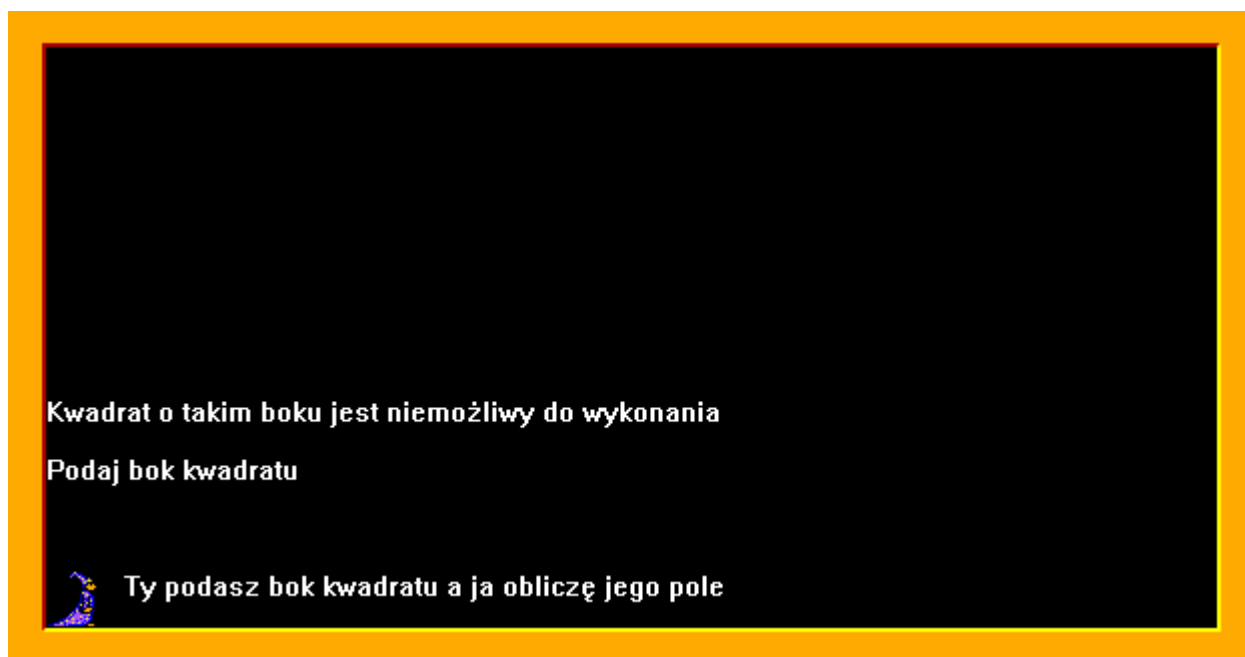 Kwadrat o takim boku jest niemożliwy do wykonania
Podaj bok kwadratu
Ty podasz bok kwadratu a ja obliczę jego pole